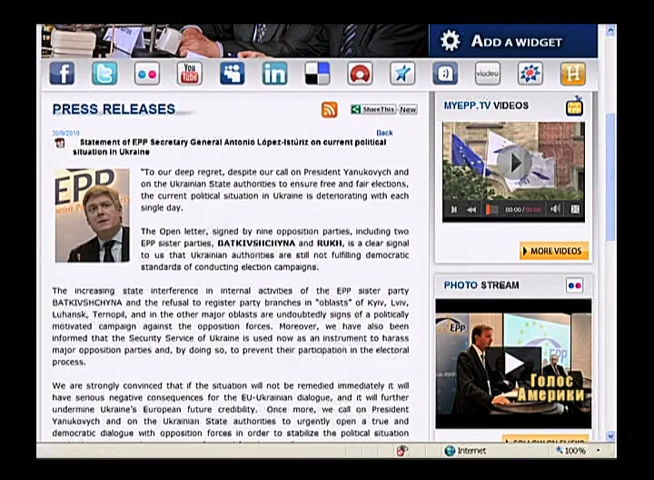 ADD A WIDGET
You Tube
viadeo
PRESS RELEASES
ShareThis
New
MYEPP.TV VIDEOS
30/9/2010
Back
Statement of EPP Secretary General Antonio López-Istúriz on current political
situation in Ukraine
EPP
"To our deep regret, despite our call on President Yanukovych and
on the Ukrainian State authorities to ensure free and fair elections,
the current political situation in Ukraine is deteriorating with each
single day.
00:00/00:00
The Open letter, signed by nine opposition parties, including two
EPP sister parties, BATKIVSHCHYNA and RUKH, is a clear signal
to us that Ukrainian authorities are still not fulfilling democratic
standards of conducting election campaigns.
MORE VIDEOS
PHOTO STREAM
The increasing state interference in internal activities of the EPP sister party
BATKIVSHCHYNA and the refusal to register party branches in "oblasts" of Kyiv, Lviv,
Luhansk, Ternopil, and in the other major oblasts are undoubtedly signs of a politically
motivated campaign against the opposition forces. Moreover, we have also been
informed that the Security Service of Ukraine is used now as an instrument to harass
major opposition parties and, by doing so, to prevent their participation in the electoral
process.
EPP
EPP
Голос
Америки
We are strongly convinced that if the situation will not be remedied immediately it will
have serious negative consequences for the EU-Ukrainian dialogue, and it will further
undermine Ukraine's European future credibility. Once more, we call on President
Yanukovych and on the Ukrainian State authorities to urgently open a true and
democratic dialogue with opposition forces in order to stabilize the political situation
Internet
100%